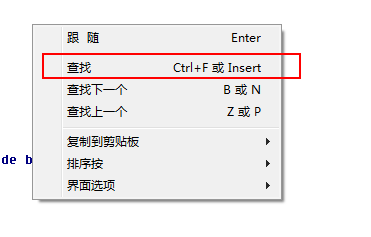 跟 随 Enter
查找 Ctrl+F 或 Insert
查找下一个 B 或 N
查找上一个 Z 或 P
de b
复制到剪贴板
排序按
界面选项